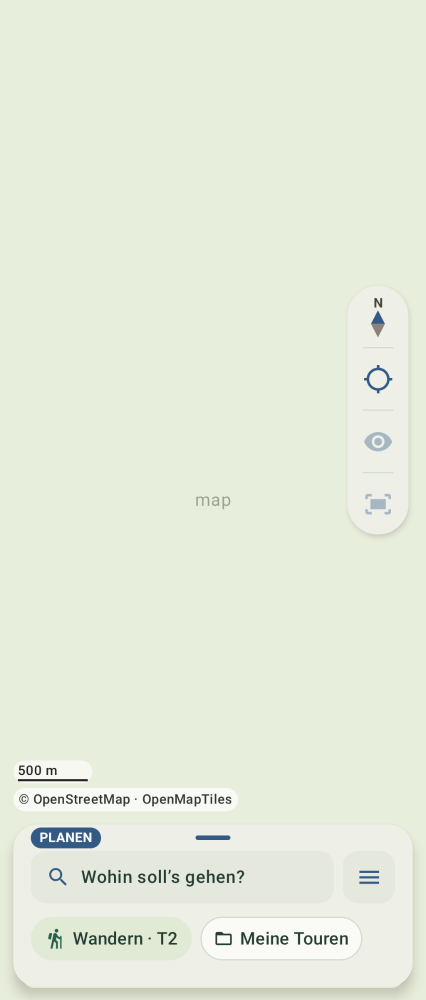 N
map
500 m
© OpenStreetMap · OpenMapTiles
PLANEN
Wohin soll’s gehen?
Wandern · T2
Meine Touren